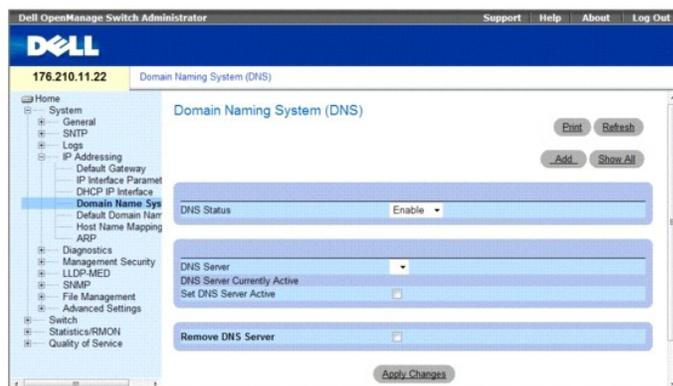 Dell OpenManage Switch Administrator
Support Help About Log Out
DELL
176.210.11.22
Domain Naming System (DNS)
Home
System
General
SNTP
Logs
IP Addressing
Default Gateway
IP Interface Paramet
DHCP IP Interface
Domain Name Sys
Default Domain Nam
Host Name Mapping
ARP
Diagnostics
Management Security
LLDP-MED
SNMP
File Management
Advanced Settings
Switch
Statistics/RMON
Quality of Service
Domain Naming System (DNS)
Print Refresh
Add Show All
DNS Status Enable
DNS Server
DNS Server Currently Active
Set DNS Server Active
Remove DNS Server
Apply Changes